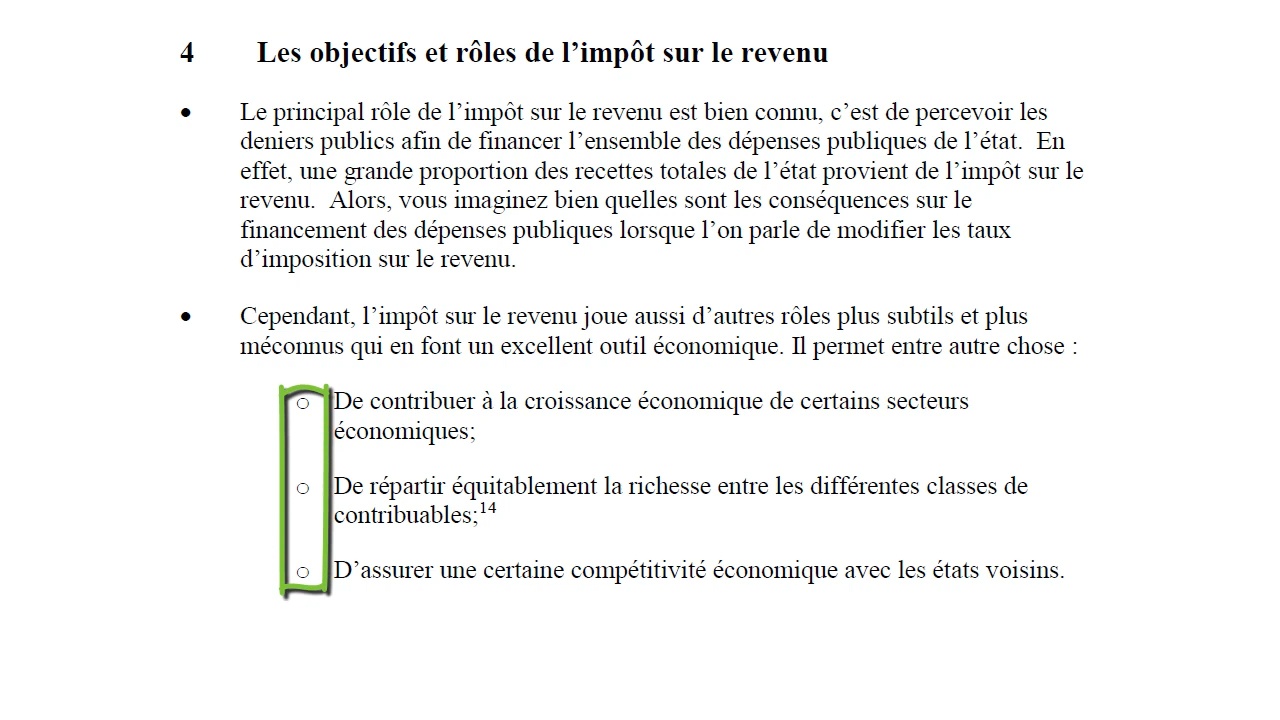 4 Les objectifs et rôles de l’impôt sur le revenu
• Le principal rôle de l’impôt sur le revenu est bien connu, c’est de percevoir les
deniers publics afin de financer l’ensemble des dépenses publiques de l’état. En
effet, une grande proportion des recettes totales de l’état provient de l’impôt sur le
revenu. Alors, vous imaginez bien quelles sont les conséquences sur le
financement des dépenses publiques lorsque l’on parle de modifier les taux
d’imposition sur le revenu.
• Cependant, l’impôt sur le revenu joue aussi d’autres rôles plus subtils et plus
méconnus qui en font un excellent outil économique. Il permet entre autre chose :
○ De contribuer à la croissance économique de certains secteurs
économiques;
○ De répartir équitablement la richesse entre les différentes classes de
contribuables;14
○ D’assurer une certaine compétitivité économique avec les états voisins.